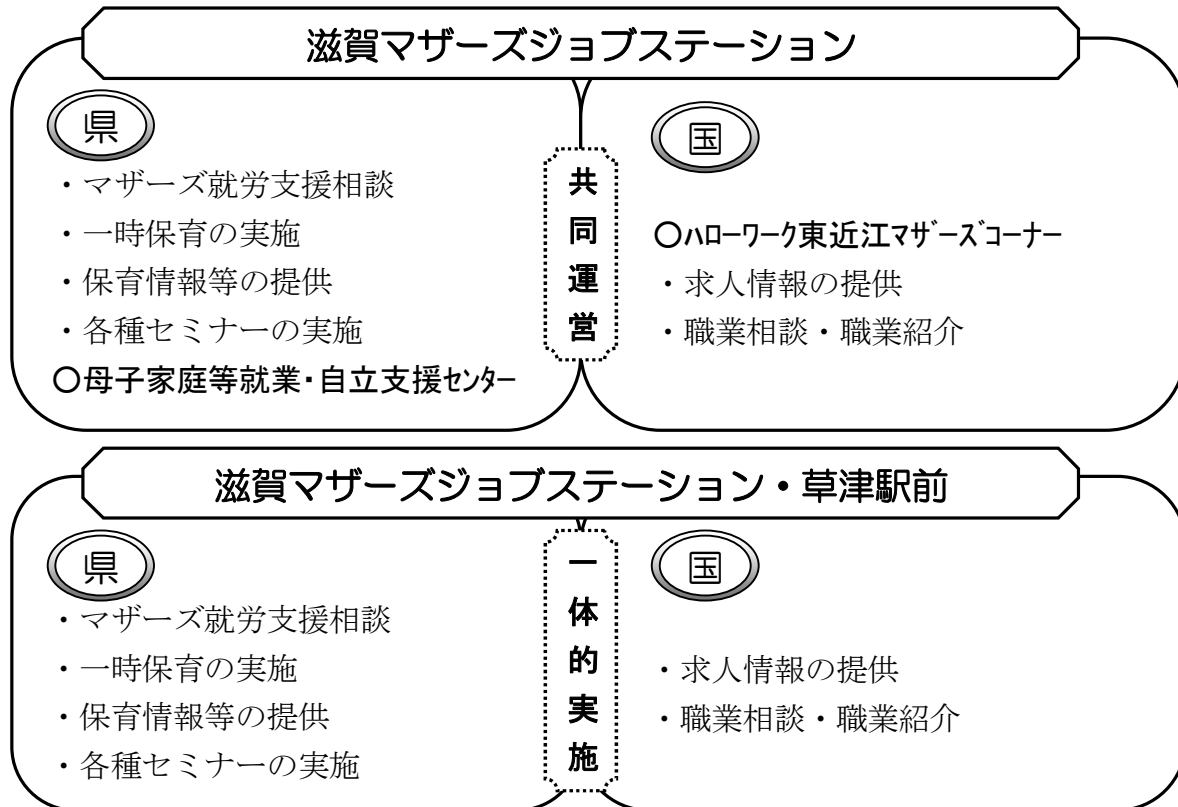 滋賀マザーズジョブステーション
県
・マザーズ就労支援相談
・一時保育の実施
・保育情報等の提供
・各種セミナーの実施
○母子家庭等就業・自立支援ｾﾝﾀｰ
共同運営
国
○ﾊﾛｰﾜｰｸ東近江ﾏｻﾞｰｽﾞｺｰﾅｰ
・求人情報の提供
・職業相談・職業紹介
滋賀マザーズジョブステーション・草津駅前
県
・マザーズ就労支援相談
・一時保育の実施
・保育情報等の提供
・各種セミナーの実施
一体的実施
国
・求人情報の提供
・職業相談・職業紹介